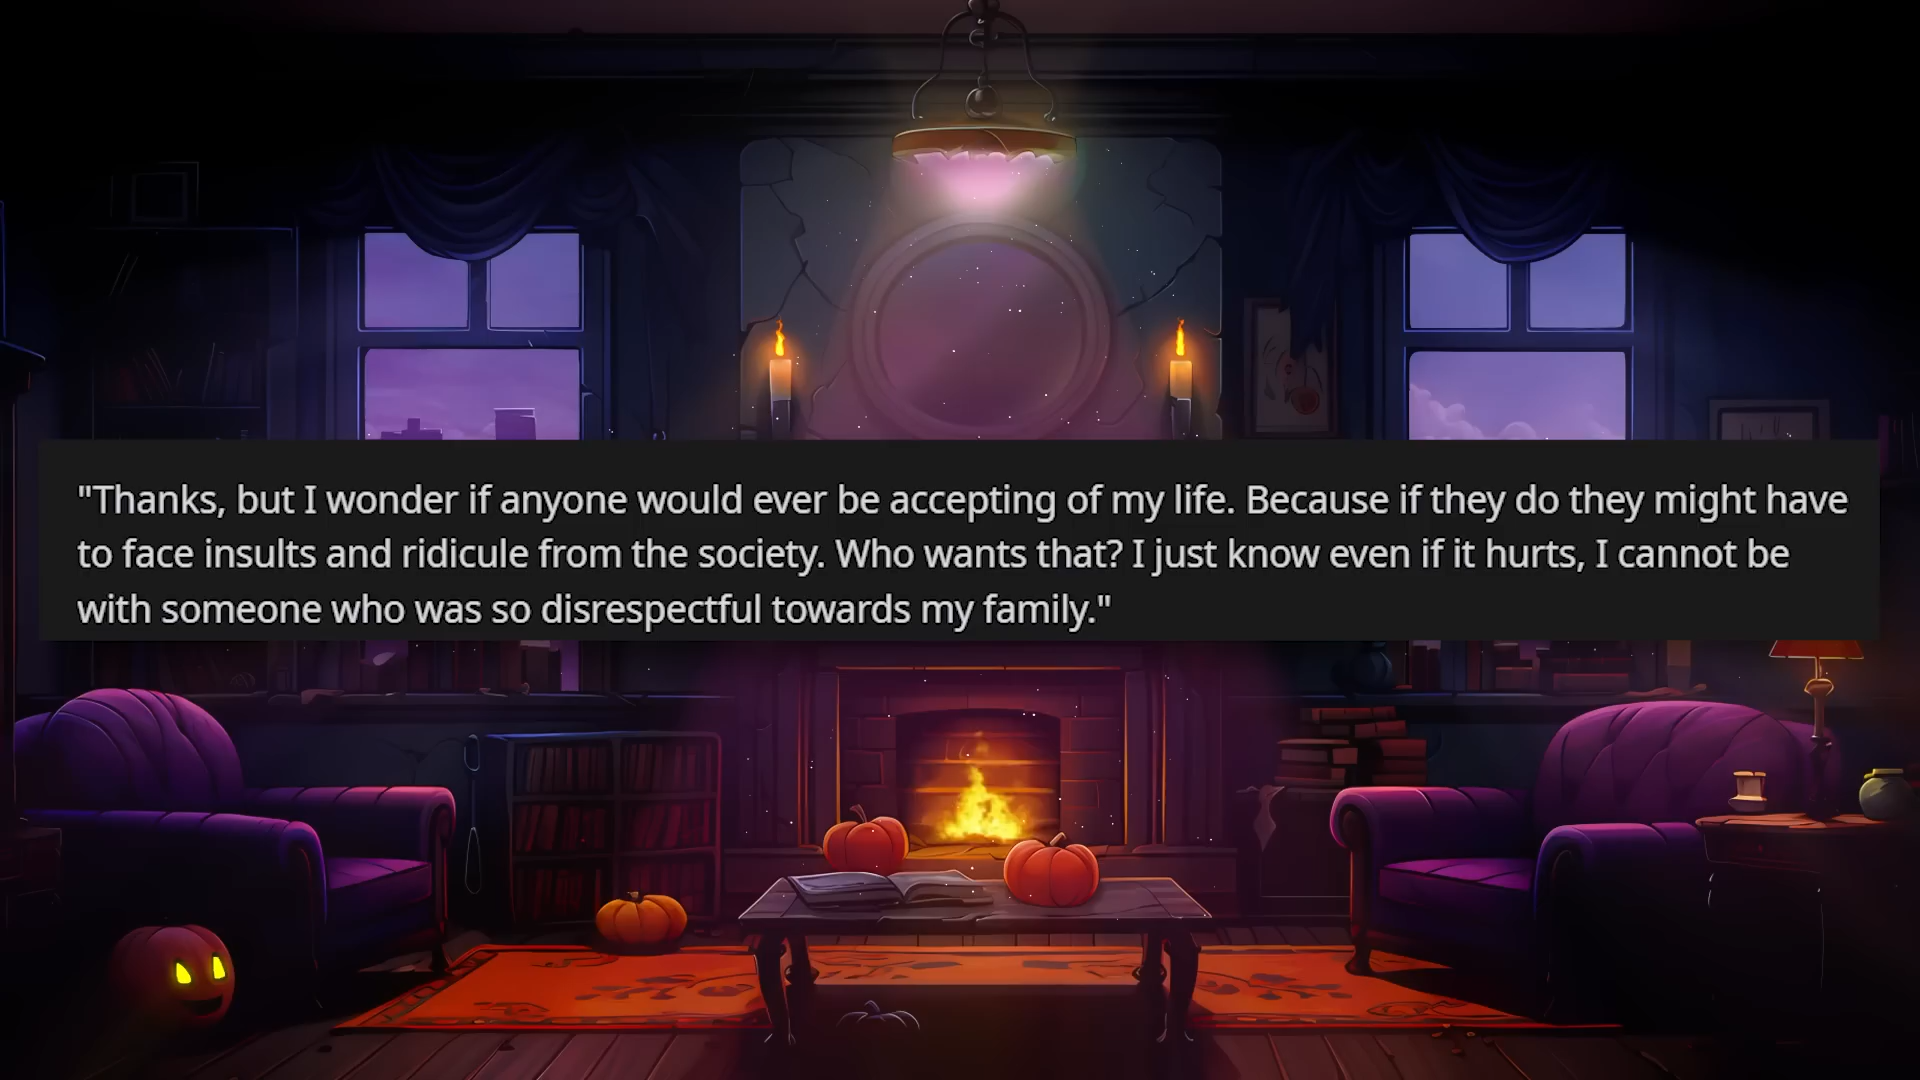 "Thanks, but I wonder if anyone would ever be accepting of my life. Because if they do they might have
to face insults and ridicule from the society. Who wants that? I just know even if it hurts, I cannot be
with someone who was so disrespectful towards my family."